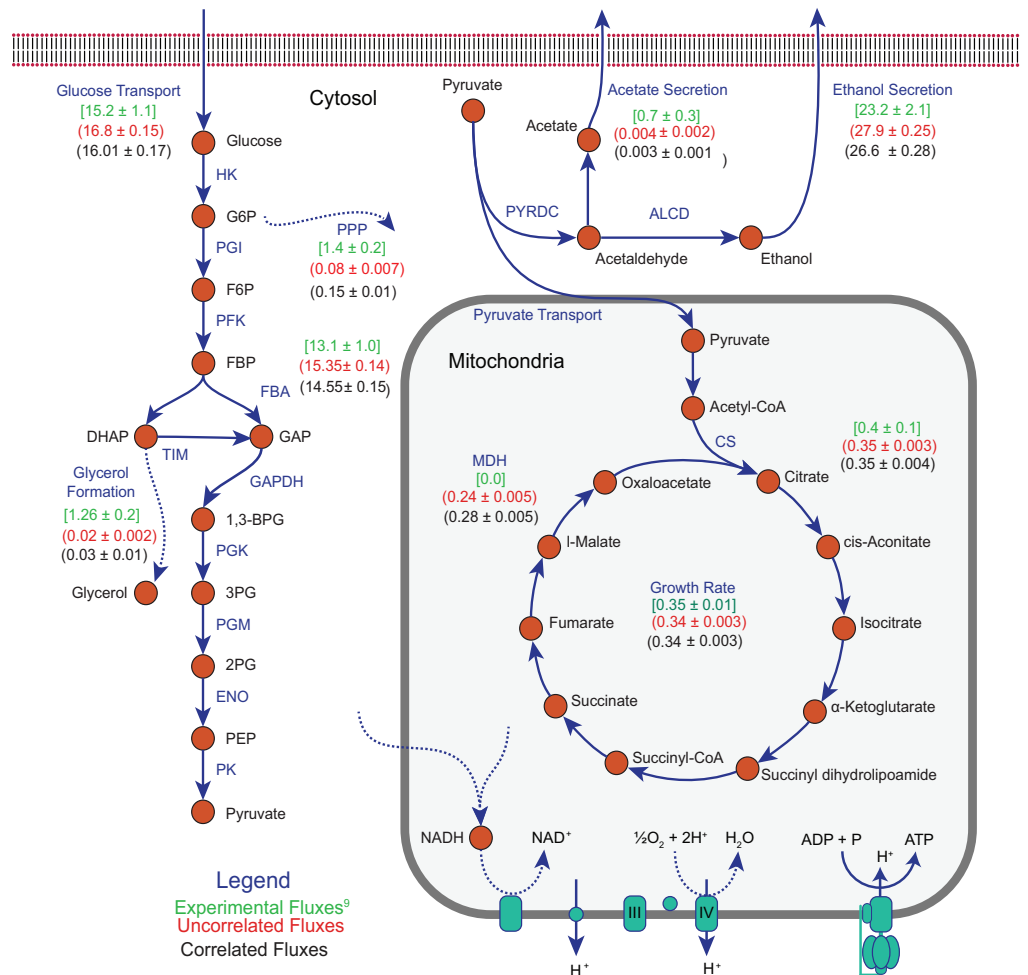 Glucose Transport
[15.2 ± 1.1]
(16.8 ± 0.15)
(16.01 ± 0.17)
Cytosol
Glucose
HK
G6P
PPP
[1.4 ± 0.2]
(0.08 ± 0.007)
(0.15 ± 0.01)
PGI
F6P
PFK
FBP
[13.1 ± 1.0]
(15.35± 0.14)
(14.55± 0.15)
FBA
DHAP
TIM
GAP
Glycerol
Formation
[1.26 ± 0.2]
(0.02 ± 0.002)
(0.03 ± 0.01)
GAPDH
1,3-BPG
PGK
Glycerol
3PG
PGM
2PG
ENO
PEP
PK
Pyruvate
Legend
Experimental Fluxes⁹
Uncorrelated Fluxes
Correlated Fluxes
Pyruvate
Acetate Secretion
[0.7 ± 0.3]
(0.004 ± 0.002)
(0.003 ± 0.001 )
Acetate
Ethanol Secretion
[23.2 ± 2.1]
(27.9 ± 0.25)
(26.6 ± 0.28)
PYRDC
ALCD
Acetaldehyde
Ethanol
Pyruvate Transport
Mitochondria
Pyruvate
Acetyl-CoA
CS
[0.4 ± 0.1]
(0.35 ± 0.003)
(0.35 ± 0.004)
MDH
[0.0]
(0.24 ± 0.005)
(0.28 ± 0.005)
Oxaloacetate
Citrate
l-Malate
cis-Aconitate
Growth Rate
[0.35 ± 0.01]
(0.34 ± 0.003)
(0.34 ± 0.003)
Fumarate
Isocitrate
Succinate
α-Ketoglutarate
Succinyl-CoA
Succinyl dihydrolipoamide
NADH
NAD⁺
½O₂ + 2H⁺
H₂O
ADP + P
H⁺
ATP
III
IV
H⁺
H⁺